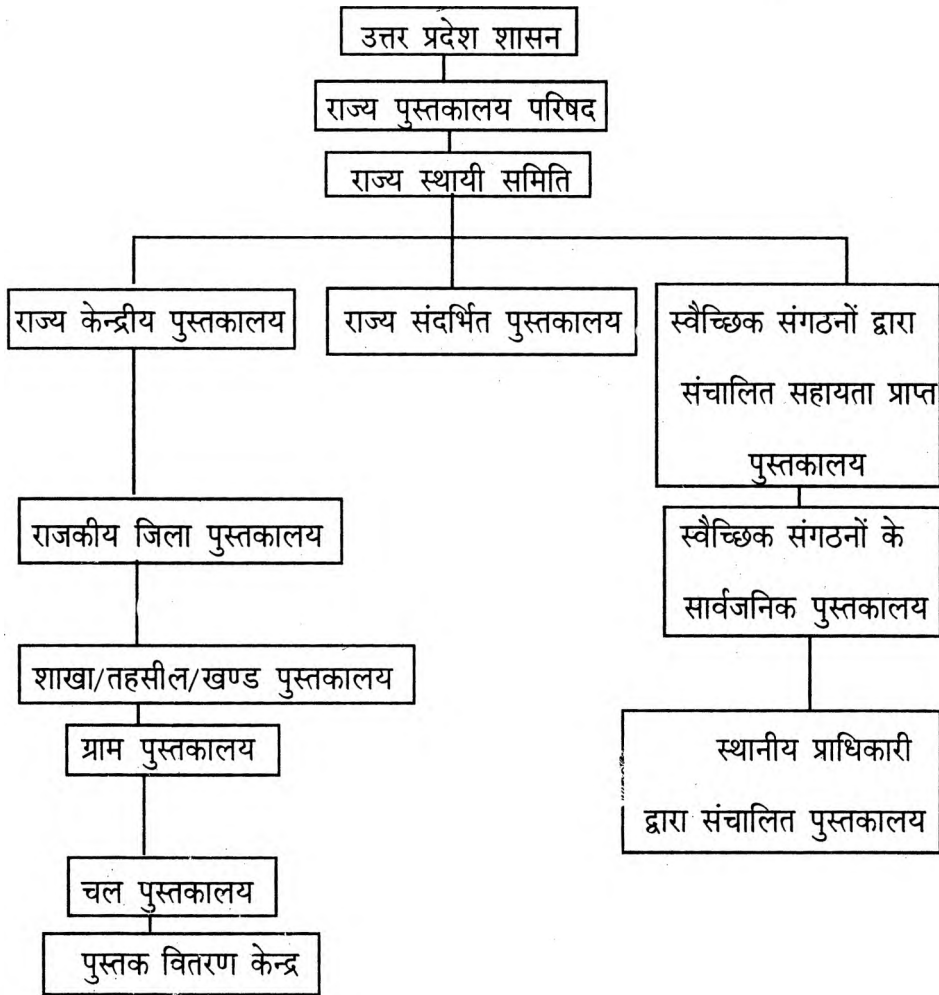 उत्तर प्रदेश शासन
राज्य पुस्तकालय परिषद
राज्य स्थायी समिति
राज्य केन्द्रीय पुस्तकालय
राज्य संदर्भित पुस्तकालय
स्वैच्छिक संगठनों द्वारा
संचालित सहायता प्राप्त
पुस्तकालय
राजकीय जिला पुस्तकालय
स्वैच्छिक संगठनों के
सार्वजनिक पुस्तकालय
शाखा/तहसील/खण्ड पुस्तकालय
ग्राम पुस्तकालय
स्थानीय प्राधिकारी
द्वारा संचालित पुस्तकालय
चल पुस्तकालय
पुस्तक वितरण केन्द्र